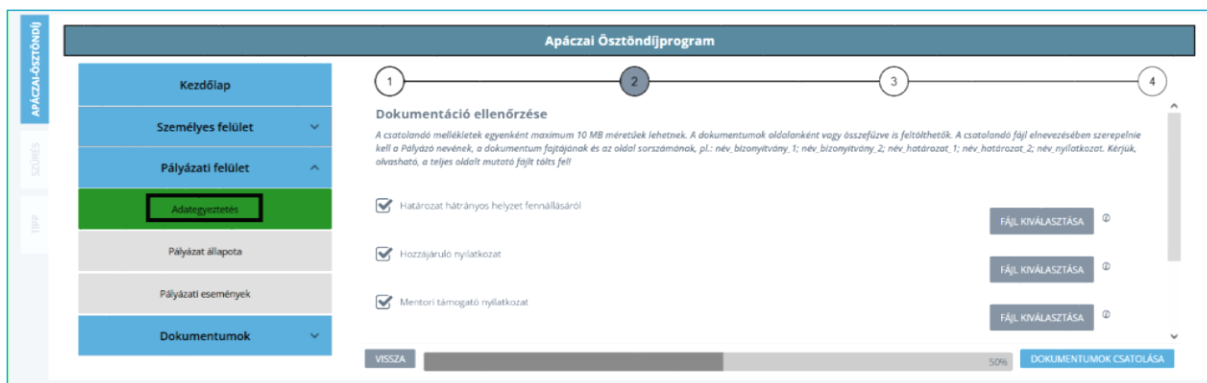 APÁCZAI-ÖSZTÖNDÍJ
SZŰRÉS
TIPP
Apáczai Ösztöndíjprogram
Kezdőlap
Személyes felület
Pályázati felület
Adategyeztetés
Pályázat állapota
Pályázati események
Dokumentumok
1
2
3
4
Dokumentáció ellenőrzése
A csatolandó mellékletek egyenként maximum 10 MB méretűek lehetnek. A dokumentumok oldalanként vagy összefűzve is feltölthetők. A csatolandó fájl elnevezésében szerepelnie
kell a Pályázó nevének, a dokumentum fajtájának és az oldal sorszámának, pl.: név_bizonyítvány_1; név_bizonyítvány_2; név_határozat_1; név_határozat_2; név_nyilatkozat. Kérjük,
olvasható, a teljes oldalt mutató fájlt tölts fel!
Határozat hátrányos helyzet fennállásáról
FÁJL KIVÁLASZTÁSA
Hozzájáruló nyilatkozat
FÁJL KIVÁLASZTÁSA
Mentori támogató nyilatkozat
FÁJL KIVÁLASZTÁSA
VISSZA
50%
DOKUMENTUMOK CSATOLÁSA